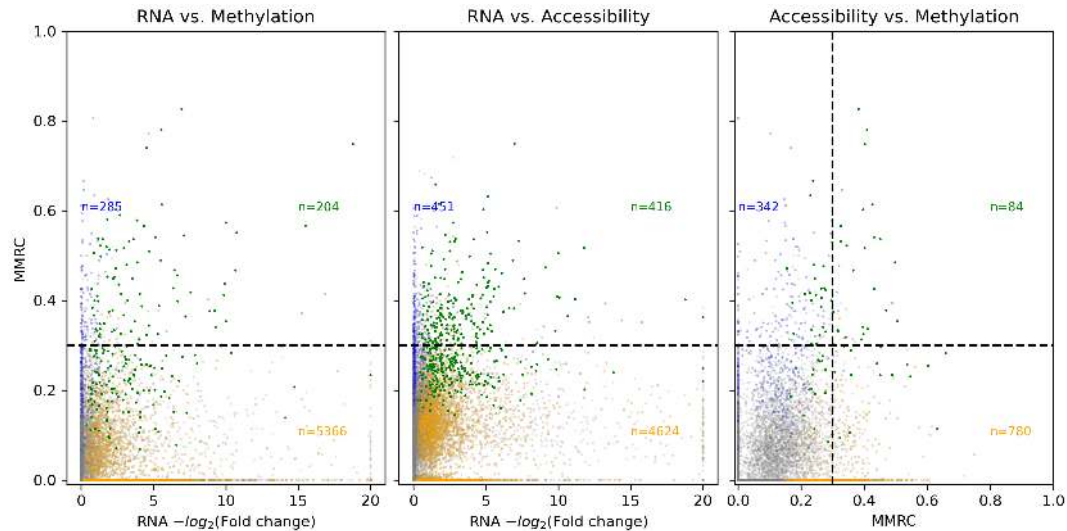 RNA vs. Methylation
RNA vs. Accessibility
Accessibility vs. Methylation
1.0
0.8
0.6
0.4
0.2
0.0
MMRC
n=285
n=204
n=5366
0
5
10
15
20
RNA −log₂(Fold change)
n=451
n=416
n=4624
0
5
10
15
20
RNA −log₂(Fold change)
MMRC
n=342
n=84
n=780
0.0
0.2
0.4
0.6
0.8
1.0
MMRC